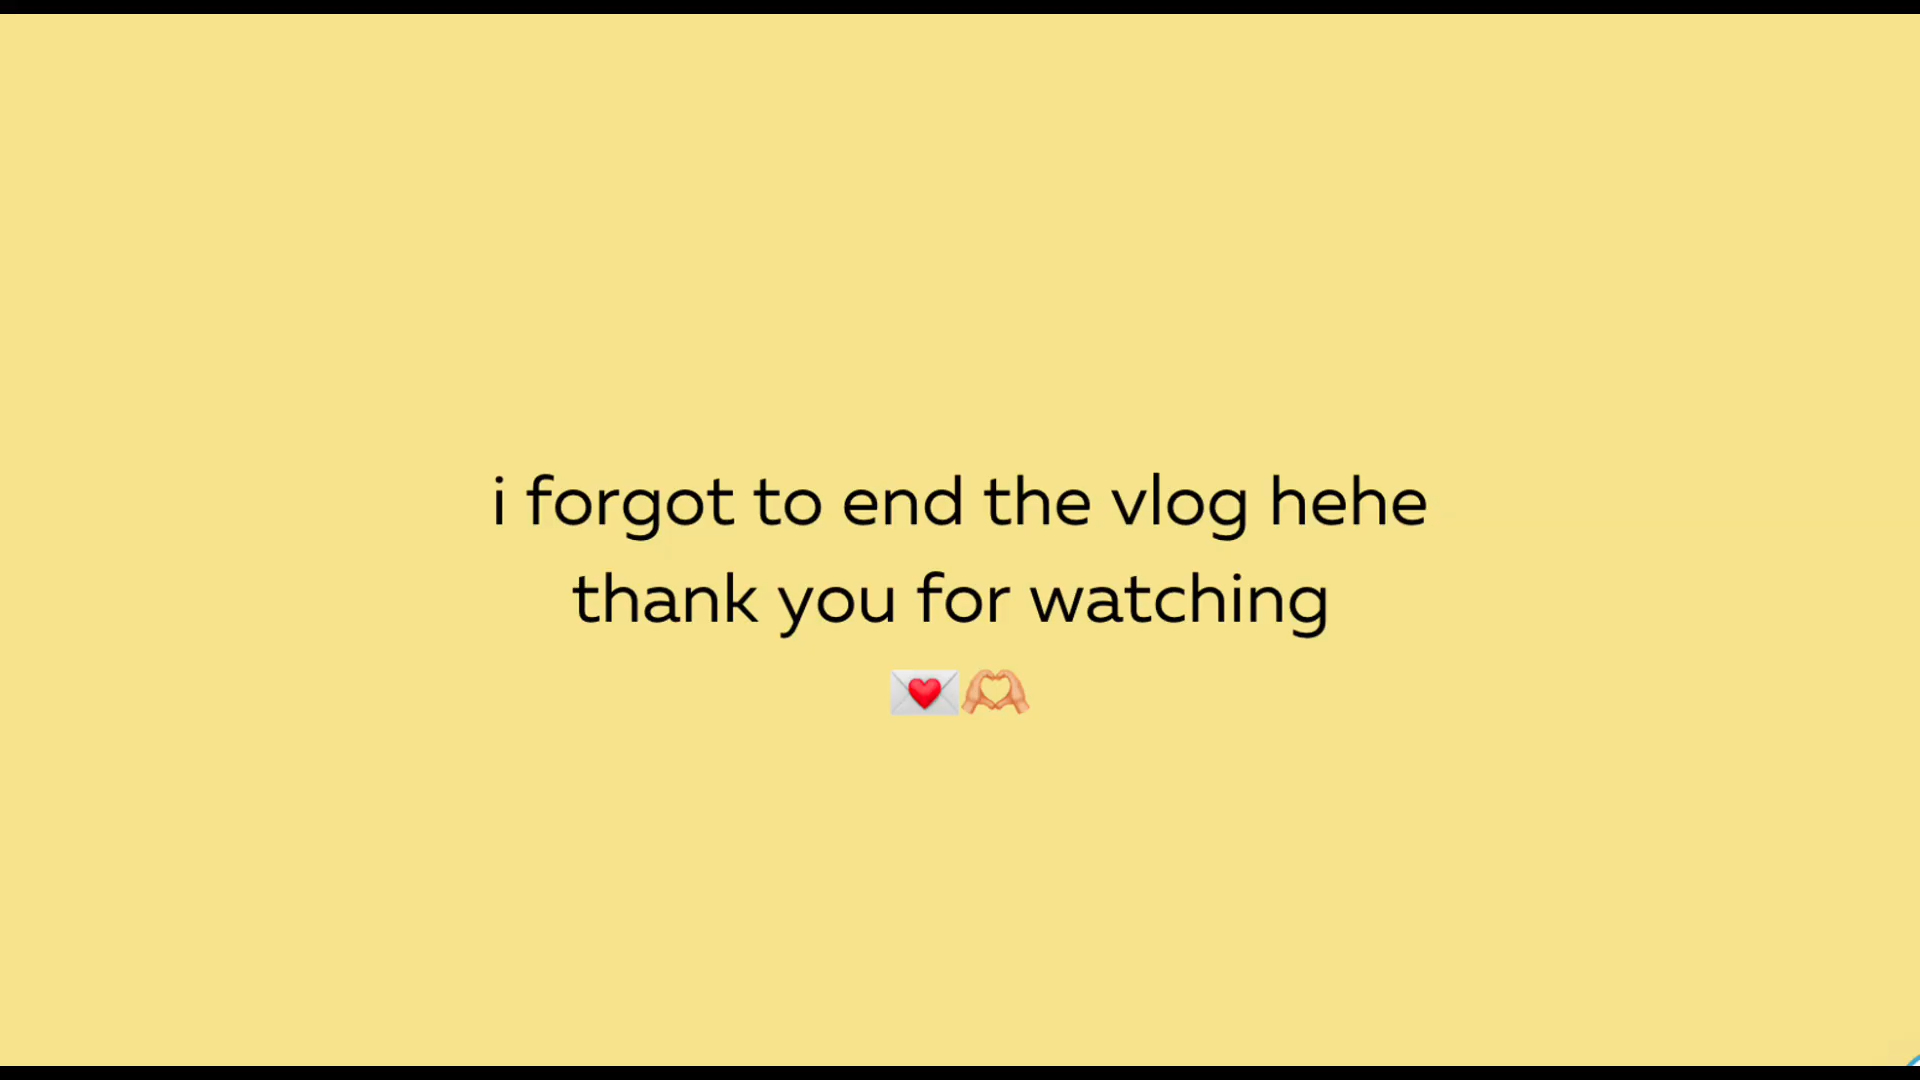 i forgot to end the vlog hehe
thank you for watching
💌🫶🏼